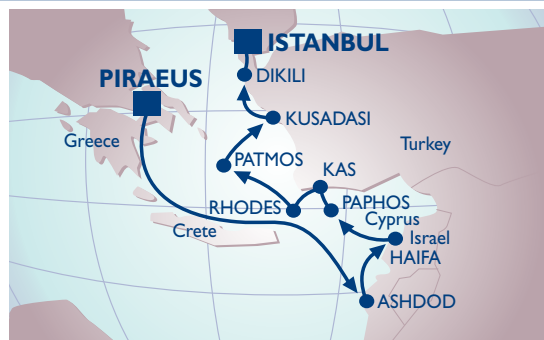 ISTANBUL
DIKILI
PIRAEUS
KUSADASI
Greece
Turkey
PATMOS
KAS
RHODES
PAPHOS
Cyprus
Crete
Israel
HAIFA
ASHDOD